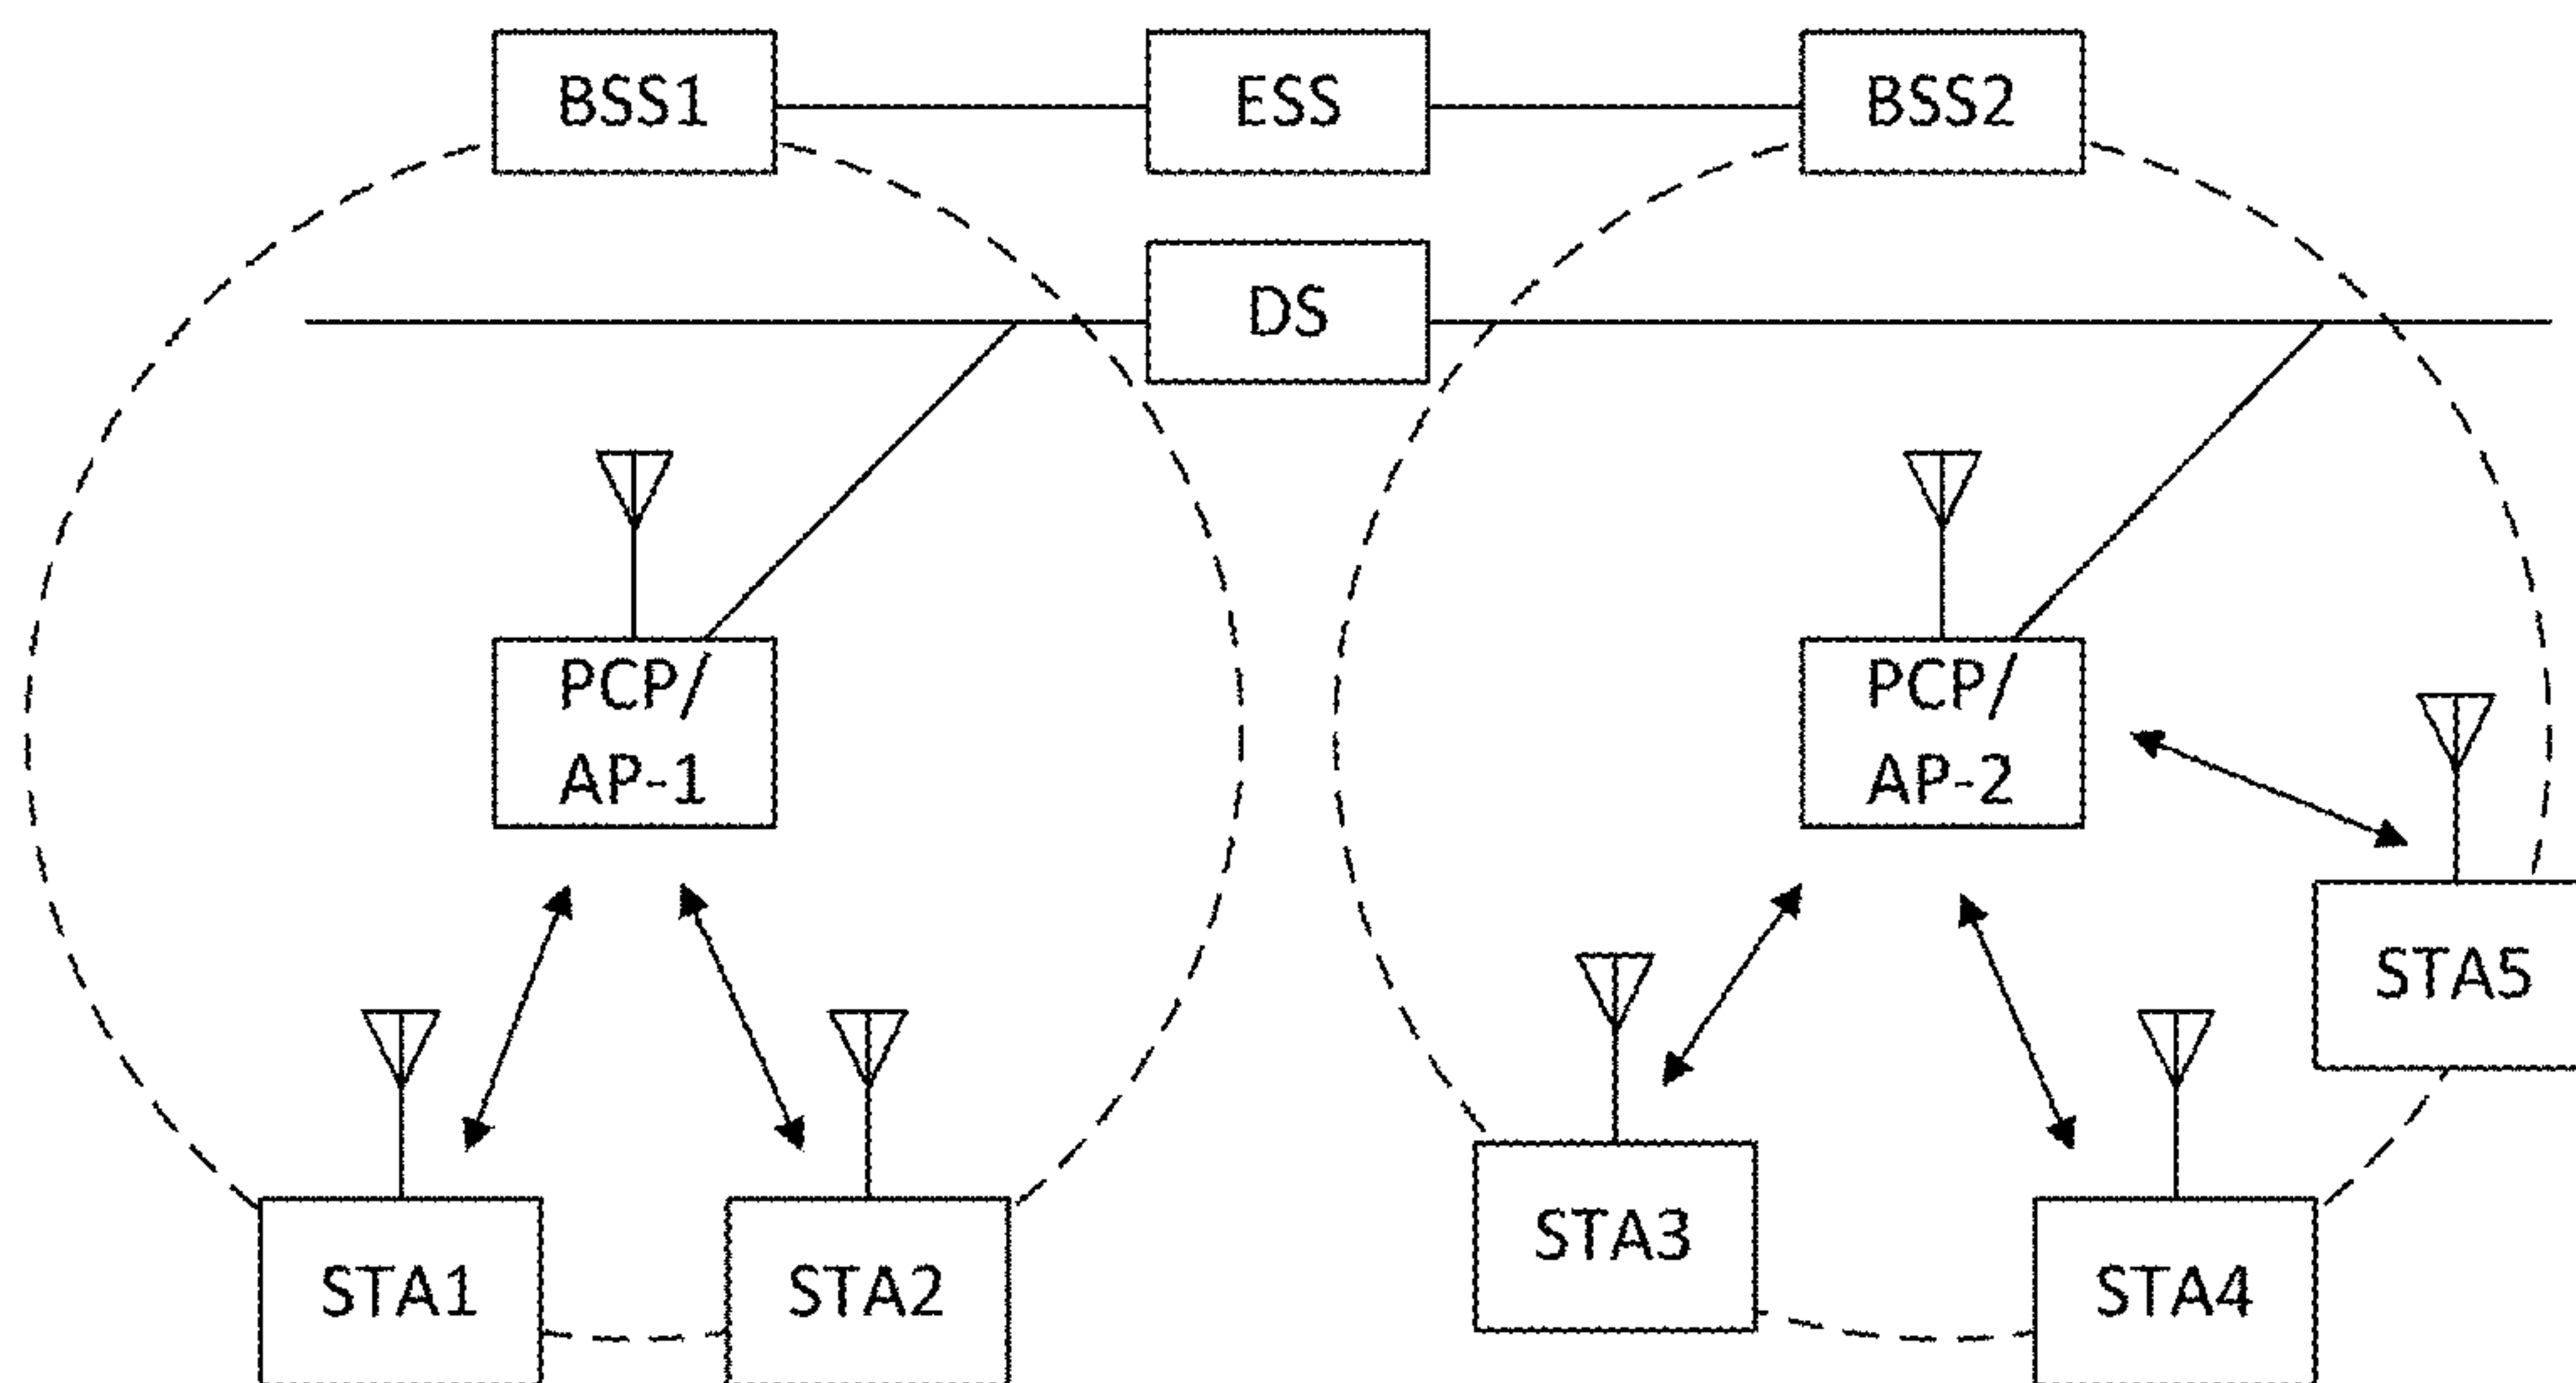 BSS1
ESS
BSS2
DS
PCP/
AP-1
PCP/
AP-2
STA5
STA3
STA1
STA2
STA4